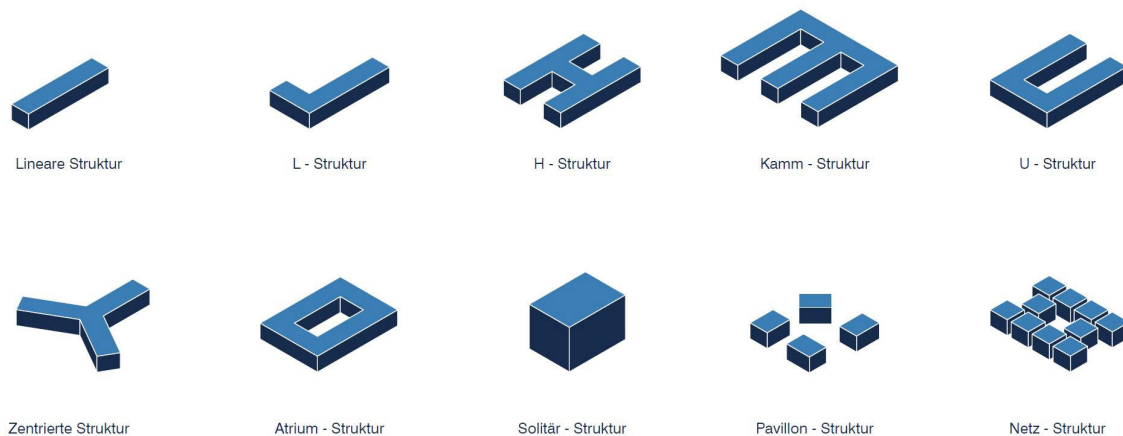 Lineare Struktur
L - Struktur
H - Struktur
Kamm - Struktur
U - Struktur
Zentrierte Struktur
Atrium - Struktur
Solitär - Struktur
Pavillon - Struktur
Netz - Struktur